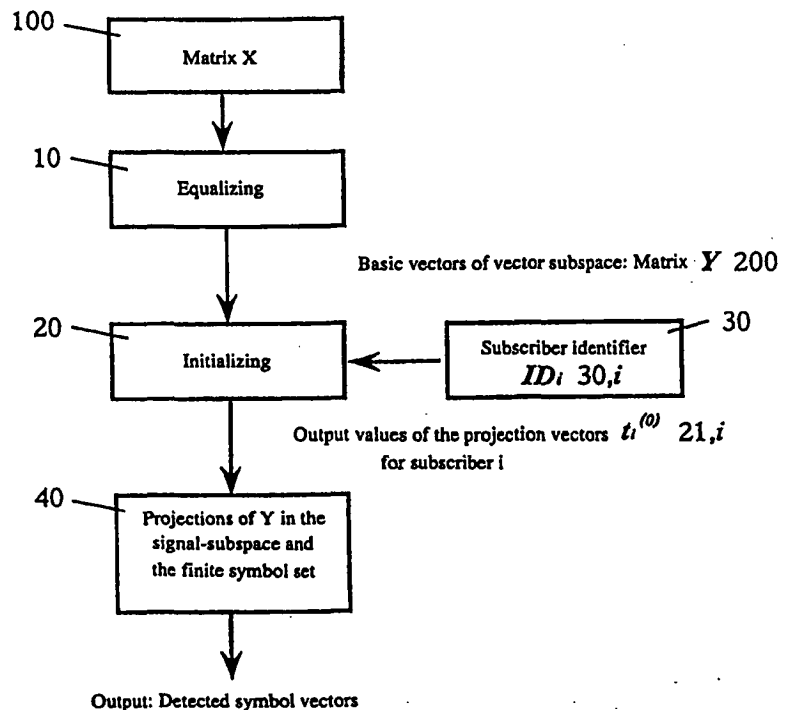 100
Matrix X
10
Equalizing
Basic vectors of vector subspace: Matrix Y 200
20
Initializing
30
Subscriber identifier
IDi 30,i
Output values of the projection vectors ti(0) 21,i
for subscriber i
40
Projections of Y in the
signal-subspace and
the finite symbol set
Output: Detected symbol vectors